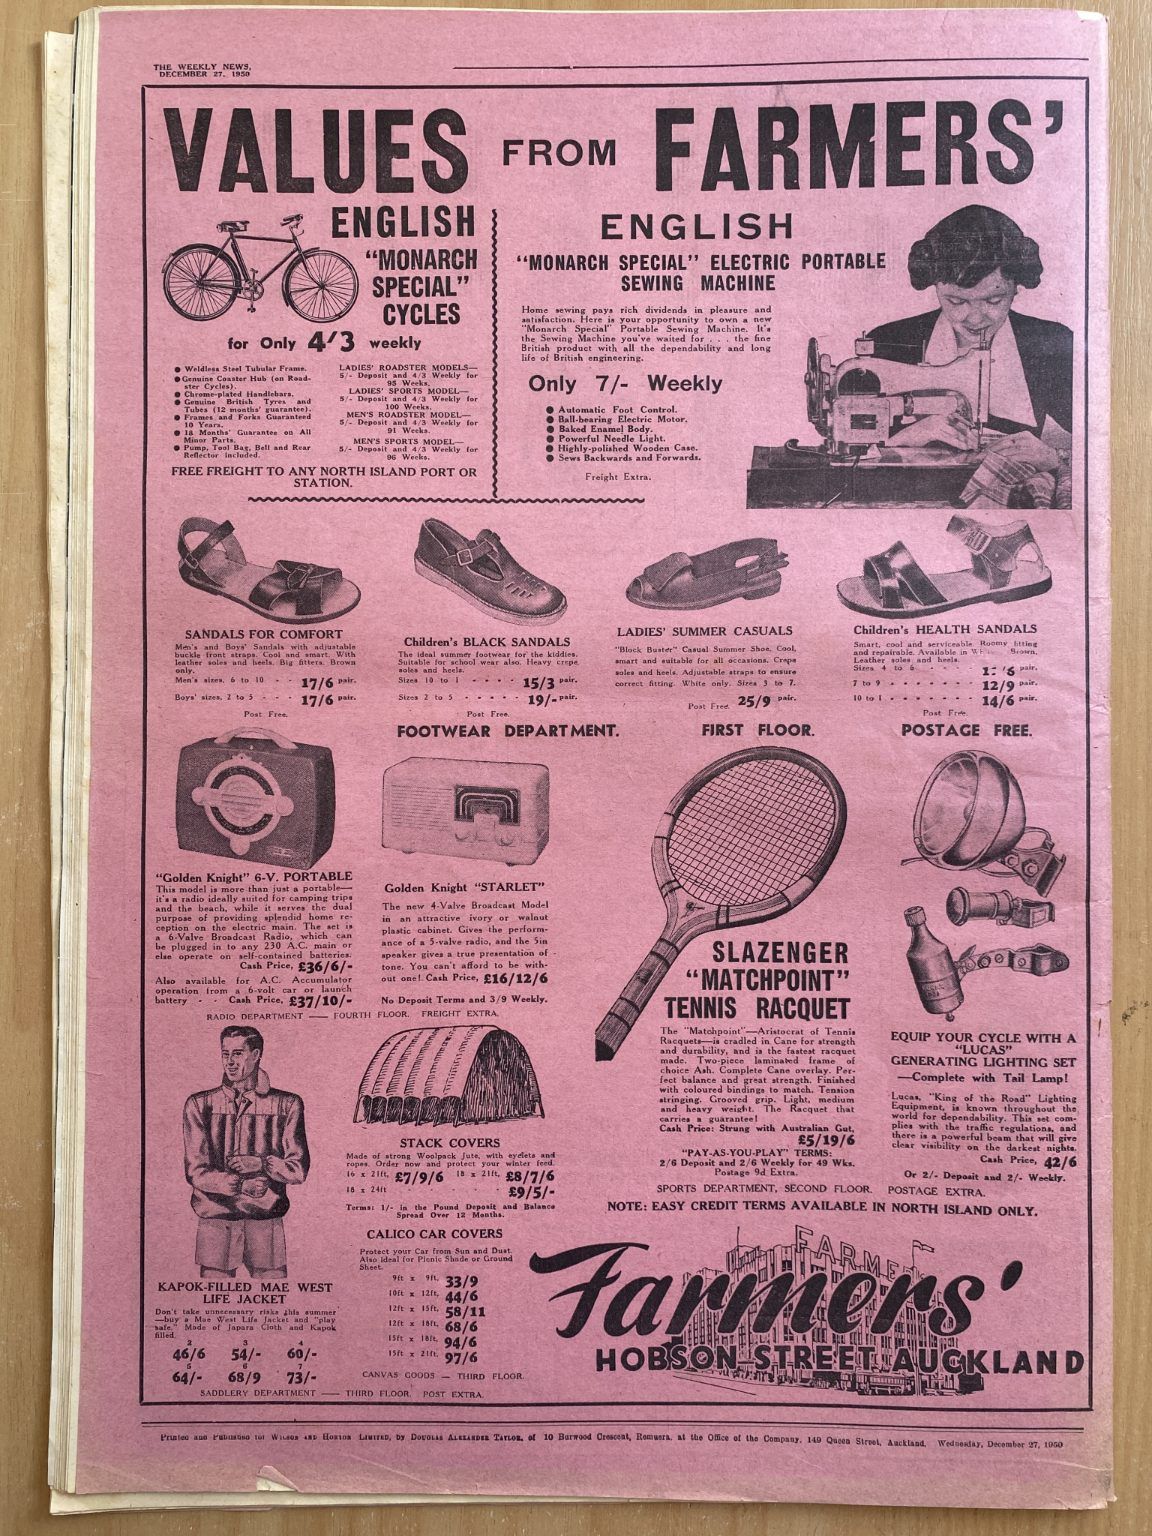 THE WEEKLY NEWS,
DECEMBER 27, 1950
VALUES FROM FARMERS'
ENGLISH
"MONARCH
SPECIAL"
CYCLES
for Only 4/3 weekly
● Weldless Steel Tubular Frame.
● Genuine Coaster Hub (on Road-
ster Cycles).
● Chrome-plated Handlebars.
● Genuine British Tyres and
Tubes (12 months' guarantee).
● Frames and Forks Guaranteed
10 Years.
● 18 Months' Guarantee on All
Minor Parts.
● Pump, Tool Bag, Bell and Rear
Reflector included.
LADIES' ROADSTER MODELS—
5/- Deposit and 4/3 Weekly for
95 Weeks.
LADIES' SPORTS MODEL—
5/- Deposit and 4/3 Weekly for
100 Weeks.
MEN'S ROADSTER MODEL—
5/- Deposit and 4/3 Weekly for
91 Weeks.
MEN'S SPORTS MODEL—
5/- Deposit and 4/3 Weekly for
96 Weeks.
FREE FREIGHT TO ANY NORTH ISLAND PORT OR
STATION.
ENGLISH
"MONARCH SPECIAL" ELECTRIC PORTABLE
SEWING MACHINE
Home sewing pays rich dividends in pleasure and
satisfaction. Here is your opportunity to own a new
"Monarch Special" Portable Sewing Machine. It's
the Sewing Machine you've waited for . . . the fine
British product with all the dependability and long
life of British engineering.
Only 7/- Weekly
● Automatic Foot Control.
● Ball-bearing Electric Motor.
● Baked Enamel Body.
● Powerful Needle Light.
● Highly-polished Wooden Case.
● Sews Backwards and Forwards.
Freight Extra.
SANDALS FOR COMFORT
Men's and Boys' Sandals with adjustable
buckle front straps. Cool and smart. With
leather soles and heels. Big fitters. Brown
only.
Men's sizes, 6 to 10 - - 17/6 pair.
Boys' sizes, 2 to 5 - - - 17/6 pair.
Post Free.
Children's BLACK SANDALS
The ideal summer footwear for the kiddies.
Suitable for school wear also. Heavy crepe
soles and heels.
Sizes 10 to 1 - - - - 15/3 pair.
Sizes 2 to 5 - - - - - 19/- pair.
Post Free.
LADIES' SUMMER CASUALS
"Block Buster" Casual Summer Shoe. Cool,
smart and suitable for all occasions. Crepe
soles and heels. Adjustable straps to ensure
correct fitting. White only. Sizes 3 to 7.
Post Free. 25/9 pair.
Children's HEALTH SANDALS
Smart, cool and serviceable. Roomy fitting
and repairable. Available in Brown.
Leather soles and heels.
Sizes 4 to 6 - - - /6 pair.
7 to 9 - - - - - - - 12/9 pair.
10 to 1 - - - - - - - 14/6 pair.
Post Free.
FOOTWEAR DEPARTMENT. FIRST FLOOR. POSTAGE FREE.
"Golden Knight" 6-V. PORTABLE
This model is more than just a portable—
it's a radio ideally suited for camping trips
and the beach, while it serves the dual
purpose of providing splendid home re-
ception on the electric main. The set is
a 6-Valve Broadcast Radio, which can
be plugged in to any 230 A.C. main or
else operate on self-contained batteries.
Cash Price, £36/6/-
Also available for A.C. Accumulator
operation from a 6-volt car or launch
battery - - Cash Price, £37/10/-
Golden Knight "STARLET"
The new 4-Valve Broadcast Model
in an attractive ivory or walnut
plastic cabinet. Gives the perform-
ance of a 5-valve radio, and the 5in
speaker gives a true presentation of
tone. You can't afford to be with-
out one! Cash Price, £16/12/6
No Deposit Terms and 3/9 Weekly.
RADIO DEPARTMENT — FOURTH FLOOR. FREIGHT EXTRA.
SLAZENGER
"MATCHPOINT"
TENNIS RACQUET
The "Matchpoint"—Aristocrat of Tennis
Racquets—is cradled in Cane for strength
and durability, and is the fastest racquet
made. Two-piece laminated frame of
choice Ash. Complete Cane overlay. Per-
fect balance and great strength. Finished
with coloured bindings to match. Tension
stringing. Grooved grip. Light, medium
and heavy weight. The Racquet that
carries a guarantee!
Cash Price: Strung with Australian Gut,
£5/19/6
"PAY-AS-YOU-PLAY" TERMS:
2/6 Deposit and 2/6 Weekly for 49 Wks.
Postage 9d Extra.
EQUIP YOUR CYCLE WITH A
"LUCAS"
GENERATING LIGHTING SET
—Complete with Tail Lamp!
Lucas, "King of the Road" Lighting
Equipment, is known throughout the
world for dependability. This set com-
plies with the traffic regulations, and
there is a powerful beam that will give
clear visibility on the darkest nights.
Cash Price, 42/6
Or 2/- Deposit and 2/- Weekly.
SPORTS DEPARTMENT, SECOND FLOOR. POSTAGE EXTRA.
NOTE: EASY CREDIT TERMS AVAILABLE IN NORTH ISLAND ONLY.
KAPOK-FILLED MAE WEST
LIFE JACKET
Don't take unnecessary risks this summer
—buy a Mae West Life Jacket and "play
safe." Made of Japara Cloth and Kapok
filled.
2 3 4
46/6 54/- 60/-
5 6 7
64/- 68/9 73/-
STACK COVERS
Made of strong Woolpack Jute, with eyelets and
ropes. Order now and protect your winter feed.
16 x 21ft, £7/9/6 18 x 21ft, £8/7/6
18 x 24ft - - £9/5/-
Terms: 1/- in the Pound Deposit and Balance
Spread Over 12 Months.
CALICO CAR COVERS
Protect your Car from Sun and Dust.
Also ideal for Picnic Shade or Ground
Sheet.
9ft x 9ft, 33/9
10ft x 12ft, 44/6
12ft x 15ft, 58/11
12ft x 18ft, 68/6
15ft x 18ft, 94/6
15ft x 21ft, 97/6
CANVAS GOODS — THIRD FLOOR.
SADDLERY DEPARTMENT — THIRD FLOOR. POST EXTRA.
FARMERS
Farmers'
HOBSON STREET AUCKLAND
Printed and Published for WILSON AND HORTON LIMITED, by DOUGLAS ALEXANDER TAYLOR, of 10 Burwood Crescent, Remuera, at the Office of the Company, 149 Queen Street, Auckland. Wednesday, December 27, 1950